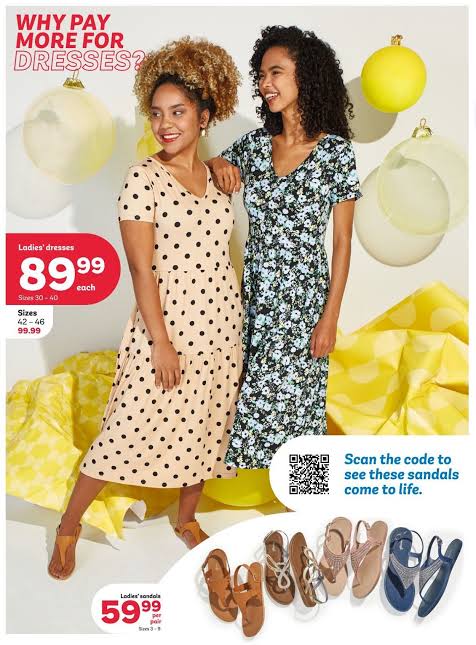 WHY PAY
MORE FOR
DRESSES?
Ladies' dresses
89.99
each
Sizes 30 – 40
Sizes
42 – 46
99.99
Scan the code to
see these sandals
come to life.
Ladies' sandals
59.99
per
pair
Sizes 3 – 8